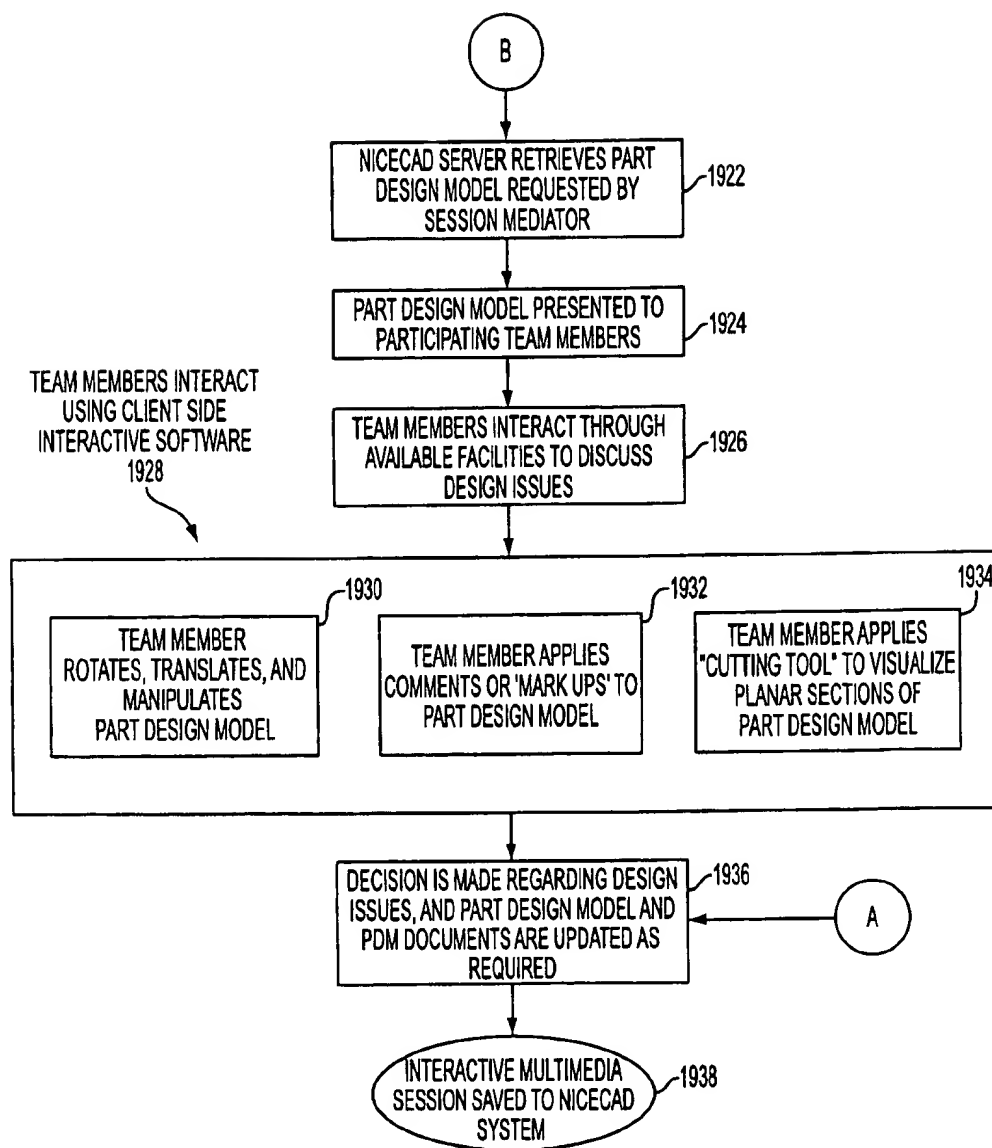 B
NICECAD SERVER RETRIEVES PART
DESIGN MODEL REQUESTED BY
SESSION MEDIATOR
1922
PART DESIGN MODEL PRESENTED TO
PARTICIPATING TEAM MEMBERS
1924
TEAM MEMBERS INTERACT
USING CLIENT SIDE
INTERACTIVE SOFTWARE
1928
TEAM MEMBERS INTERACT THROUGH
AVAILABLE FACILITIES TO DISCUSS
DESIGN ISSUES
1926
1930
TEAM MEMBER
ROTATES, TRANSLATES, AND
MANIPULATES
PART DESIGN MODEL
1932
TEAM MEMBER APPLIES
COMMENTS OR 'MARK UPS' TO
PART DESIGN MODEL
1934
TEAM MEMBER APPLIES
"CUTTING TOOL" TO VISUALIZE
PLANAR SECTIONS OF
PART DESIGN MODEL
DECISION IS MADE REGARDING DESIGN
ISSUES, AND PART DESIGN MODEL AND
PDM DOCUMENTS ARE UPDATED AS
REQUIRED
1936
A
INTERACTIVE MULTIMEDIA
SESSION SAVED TO NICECAD
SYSTEM
1938